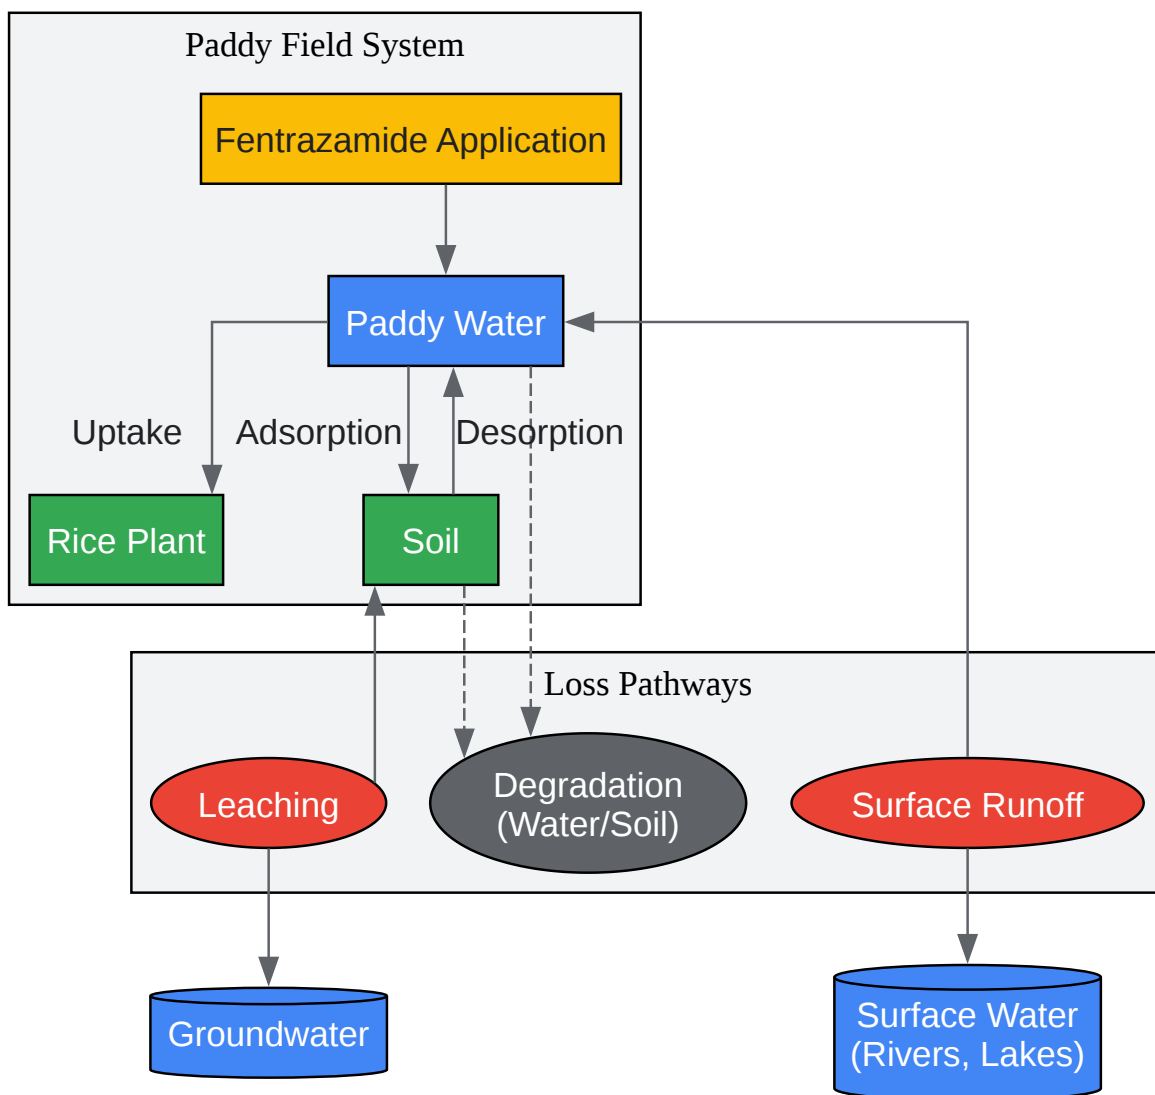 Paddy Field System
Fentrazamide Application
Paddy Water
Uptake
Adsorption
Desorption
Rice Plant
Soil
Loss Pathways
Leaching
Degradation
(Water/Soil)
Surface Runoff
Groundwater
Surface Water
(Rivers, Lakes)